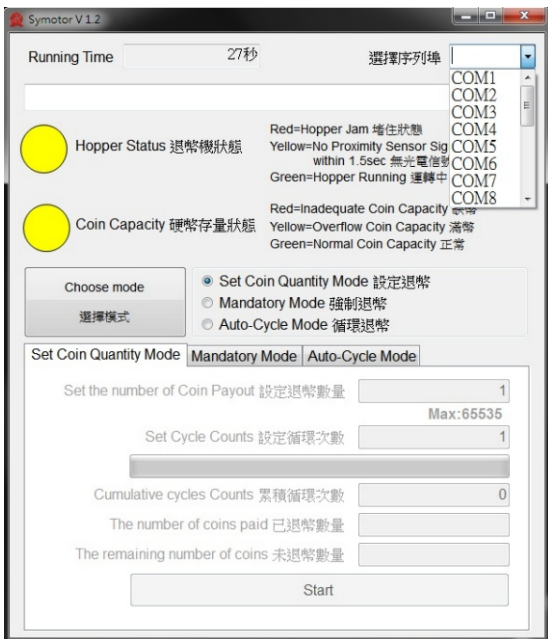 Symotor V 1.2
Running Time 27秒 選擇序列埠
COM1
COM2
COM3
COM4
COM5
COM6
COM7
COM8
Hopper Status 退幣機狀態
Red=Hopper Jam 堵住狀態
Yellow=No Proximity Sensor Sig
within 1.5sec 無光電信
Green=Hopper Running 運轉中
Coin Capacity 硬幣存量狀態
Red=Inadequate Coin Capacity
Yellow=Overflow Coin Capacity 滿幣
Green=Normal Coin Capacity 正常
Choose mode
選擇模式
Set Coin Quantity Mode 設定退幣
Mandatory Mode 強制退幣
Auto-Cycle Mode 循環退幣
Set Coin Quantity Mode Mandatory Mode Auto-Cycle Mode
Set the number of Coin Payout 設定退幣數量 1
Max:65535
Set Cycle Counts 設定循環次數 1
Cumulative cycles Counts 累積循環次數 0
The number of coins paid 已退幣數量
The remaining number of coins 未退幣數量
Start